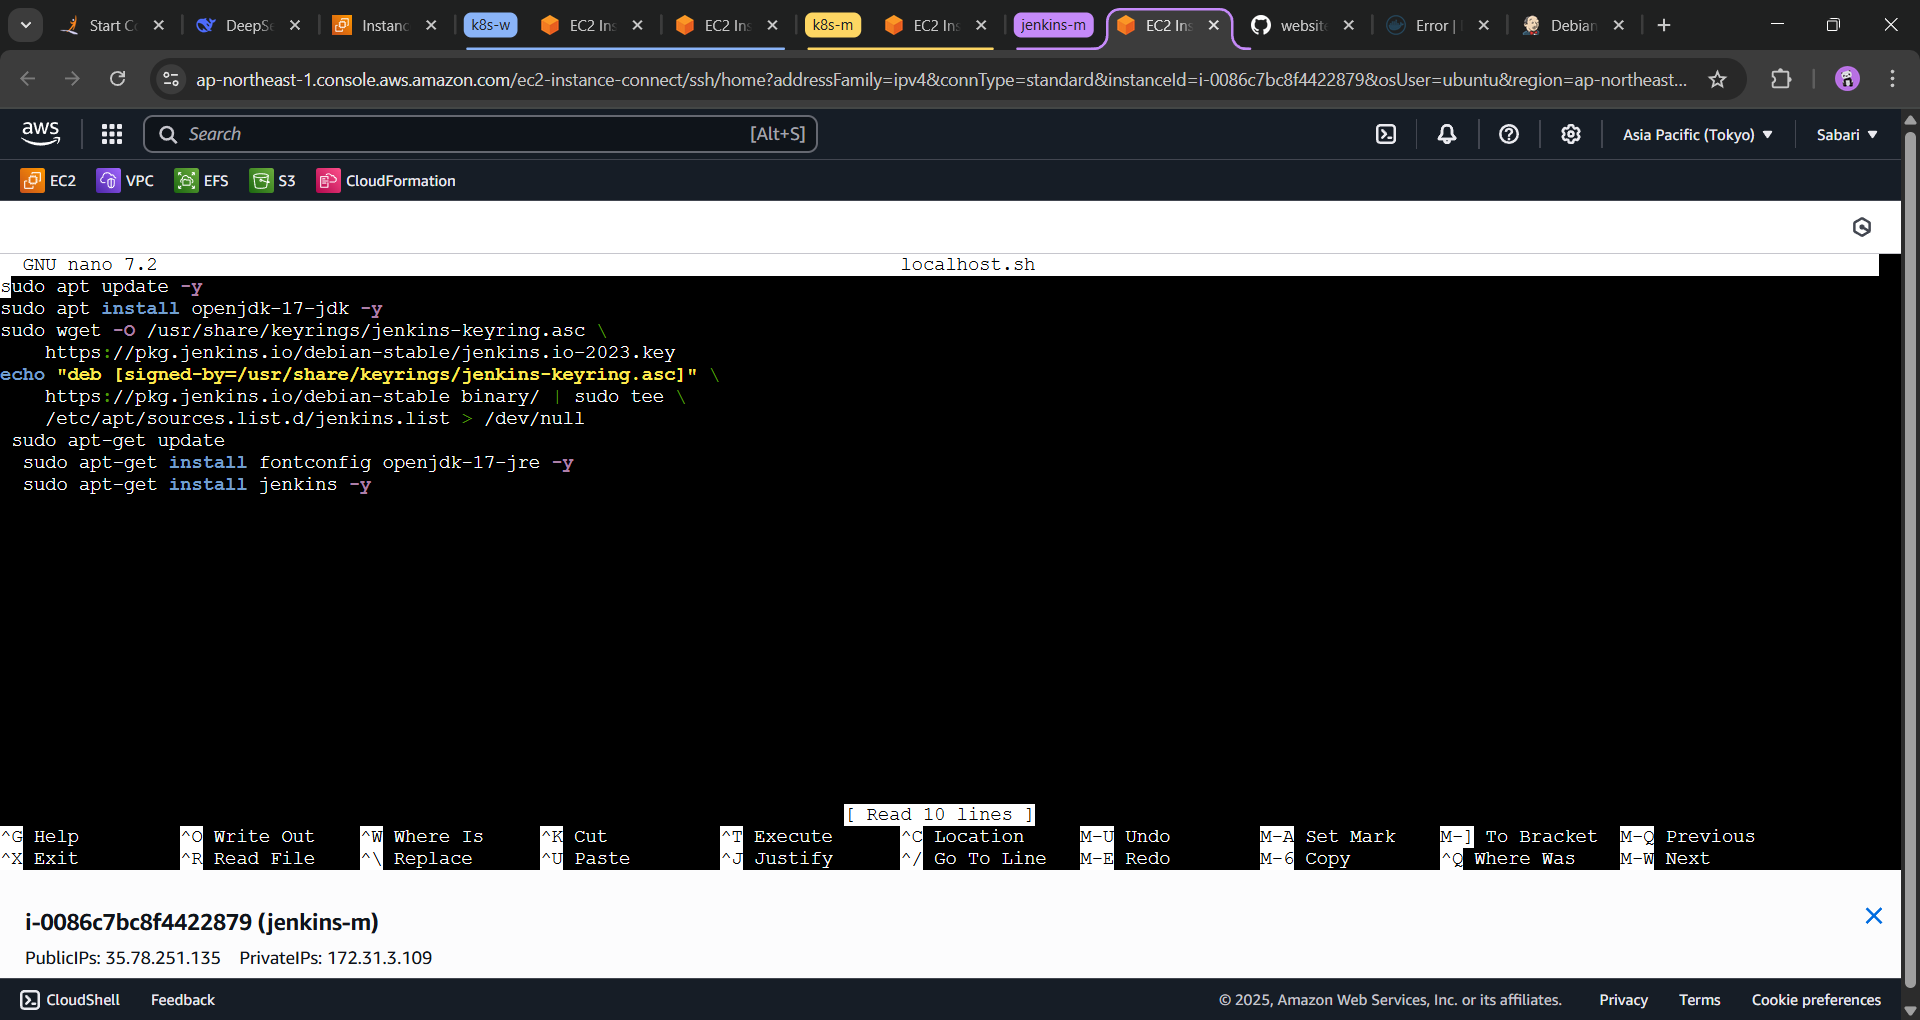 Start Co
DeepSe
Instanc
k8s-w
EC2 Ins
EC2 Ins
k8s-m
EC2 Ins
jenkins-m
EC2 Ins
website
Error |
Debian
ap-northeast-1.console.aws.amazon.com/ec2-instance-connect/ssh/home?addressFamily=ipv4&connType=standard&instanceId=i-0086c7bc8f4422879&osUser=ubuntu&region=ap-northeast...
aws
Search
[Alt+S]
Asia Pacific (Tokyo)
Sabari
EC2
VPC
EFS
S3
CloudFormation
GNU nano 7.2
localhost.sh
sudo apt update -y
sudo apt install openjdk-17-jdk -y
sudo wget -O /usr/share/keyrings/jenkins-keyring.asc \
    https://pkg.jenkins.io/debian-stable/jenkins.io-2023.key
echo "deb [signed-by=/usr/share/keyrings/jenkins-keyring.asc]" \
    https://pkg.jenkins.io/debian-stable binary/ | sudo tee \
    /etc/apt/sources.list.d/jenkins.list > /dev/null
 sudo apt-get update
  sudo apt-get install fontconfig openjdk-17-jre -y
  sudo apt-get install jenkins -y
[ Read 10 lines ]
^G Help ^O Write Out ^W Where Is ^K Cut ^T Execute ^C Location M-U Undo M-A Set Mark M-] To Bracket M-Q Previous
^X Exit ^R Read File ^\ Replace ^U Paste ^J Justify ^/ Go To Line M-E Redo M-6 Copy ^Q Where Was M-W Next
i-0086c7bc8f4422879 (jenkins-m)
PublicIPs: 35.78.251.135 PrivateIPs: 172.31.3.109
CloudShell
Feedback
© 2025, Amazon Web Services, Inc. or its affiliates.
Privacy
Terms
Cookie preferences